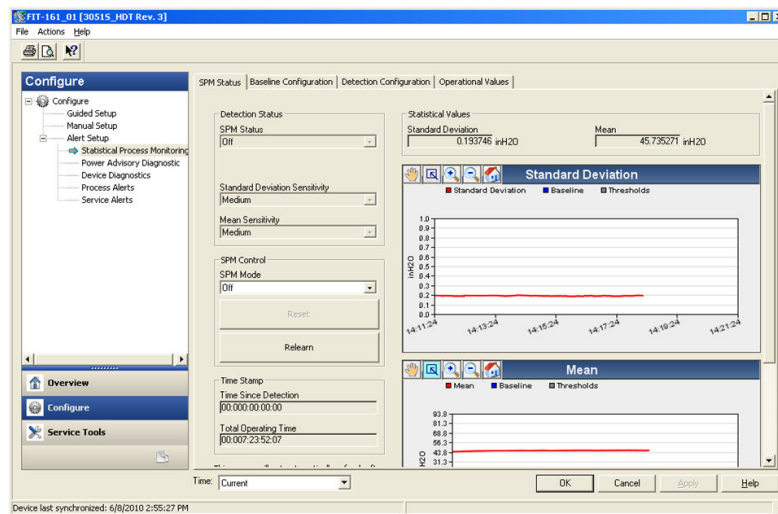 FIT-161_01 [3051S_HDT Rev. 3]
File Actions Help
Configure
Configure
Guided Setup
Manual Setup
Alert Setup
Statistical Process Monitoring
Power Advisory Diagnostic
Device Diagnostics
Process Alerts
Service Alerts
Overview
Configure
Service Tools
SPM Status Baseline Configuration Detection Configuration Operational Values
Detection Status
SPM Status
Off
Standard Deviation Sensitivity
Medium
Mean Sensitivity
Medium
SPM Control
SPM Mode
Off
Reset
Relearn
Time Stamp
Time Since Detection
00:000:00:00:00
Total Operating Time
00:007:23:52:07
Statistical Values
Standard Deviation
0.193746 inH2O
Mean
45.735271 inH2O
Standard Deviation
Standard Deviation Baseline Thresholds
inH2O
1.0
0.9
0.8
0.6
0.5
0.4
0.3
0.2
0.1
0.0
14:11:24 14:13:24 14:15:24 14:17:24 14:19:24 14:21:24
Mean
Mean Baseline Thresholds
93.8
81.3
68.8
56.3
43.8
31.3
Time: Current
OK Cancel Apply Help
Device last synchronized: 6/8/2010 2:55:27 PM